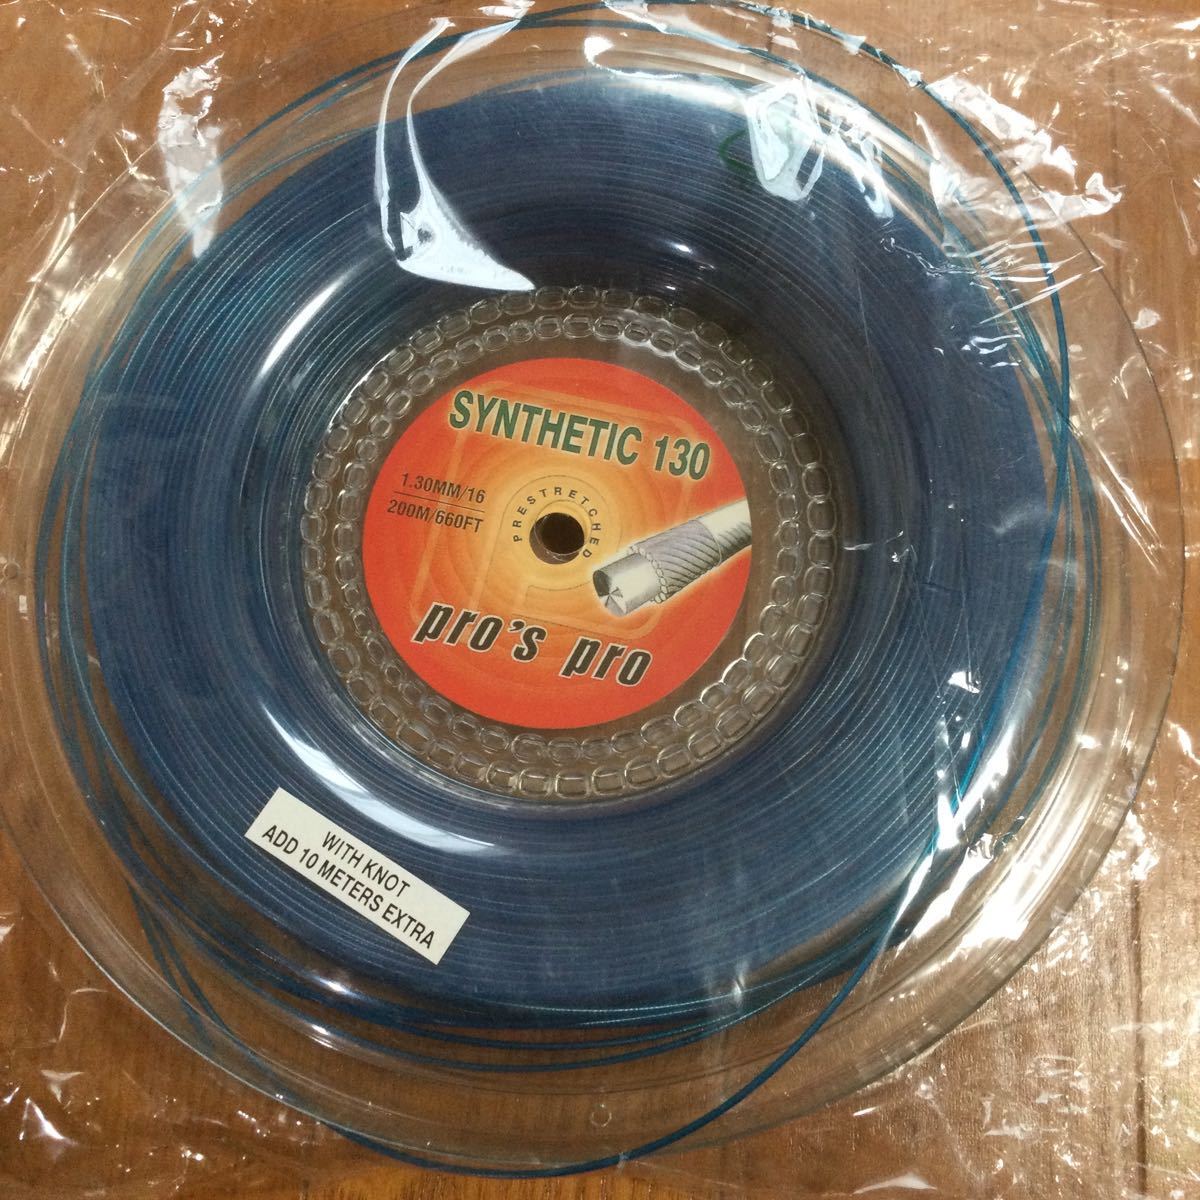 SYNTHETIC 130
1.30MM/16
200M/660FT
PRESTRETCHED
pro's pro
WITH KNOT
ADD 10 METERS EXTRA